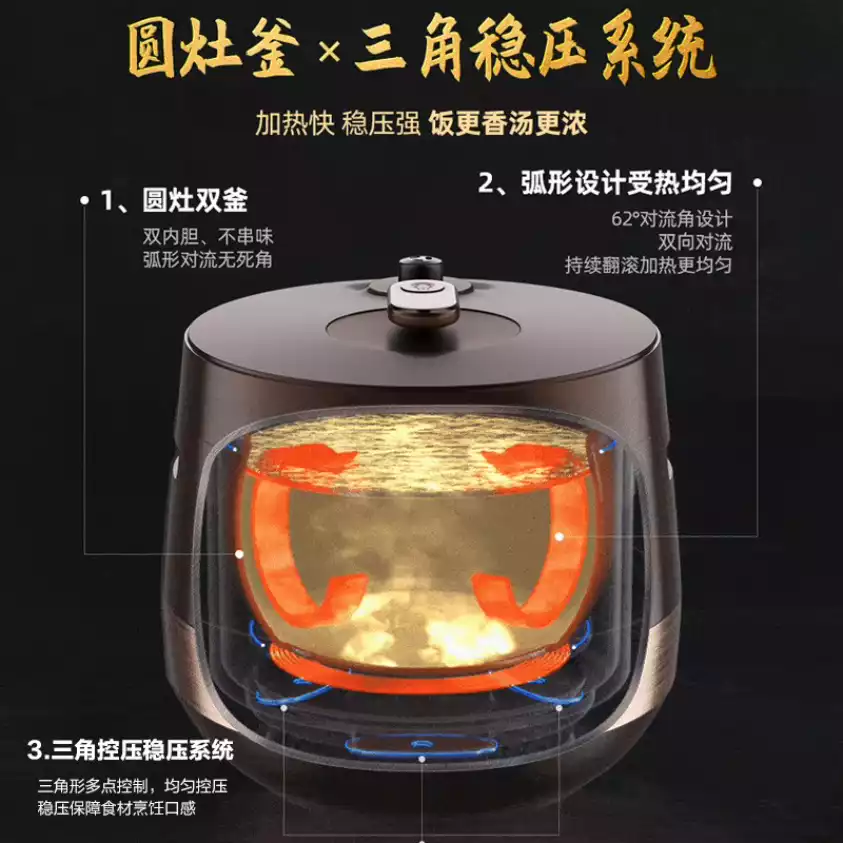 圆灶釜×三角稳压系统
加热快 稳压强 饭更香汤更浓
1、圆灶双釜
双内胆、不串味
弧形对流无死角
2、弧形设计受热均匀
62°对流角设计
双向对流
持续翻滚加热更均匀
3.三角控压稳压系统
三角形多点控制，均匀控压
稳压保障食材烹饪口感